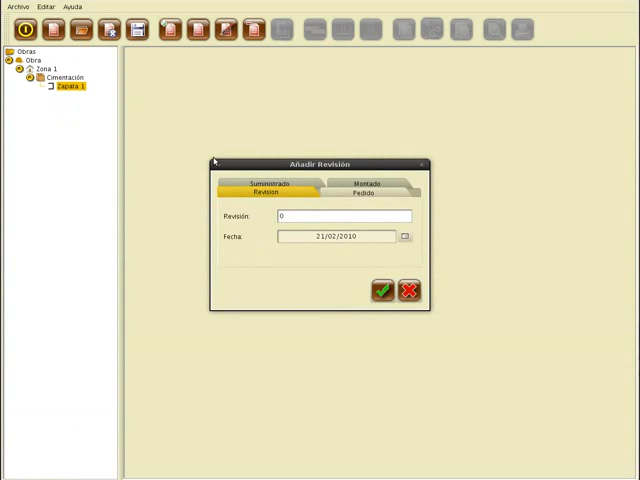 Archivo Editar Ayuda
Obras
Obra
Zona 1
Cimentación
Zapata 1
Añadir Revisión
Suministrado Montado
Revision Pedido
Revisión: 0
Fecha: 21/02/2010